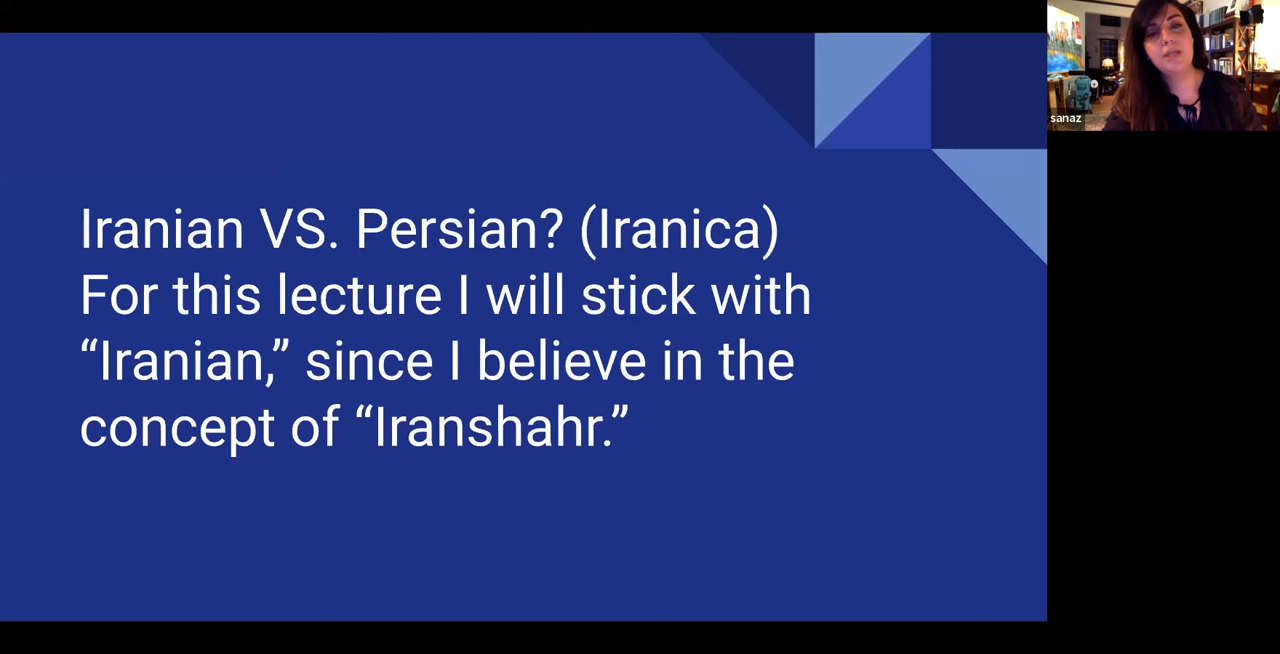 Iranian VS. Persian? (Iranica)
For this lecture I will stick with
“Iranian,” since I believe in the
concept of “Iranshahr.”
sanaz